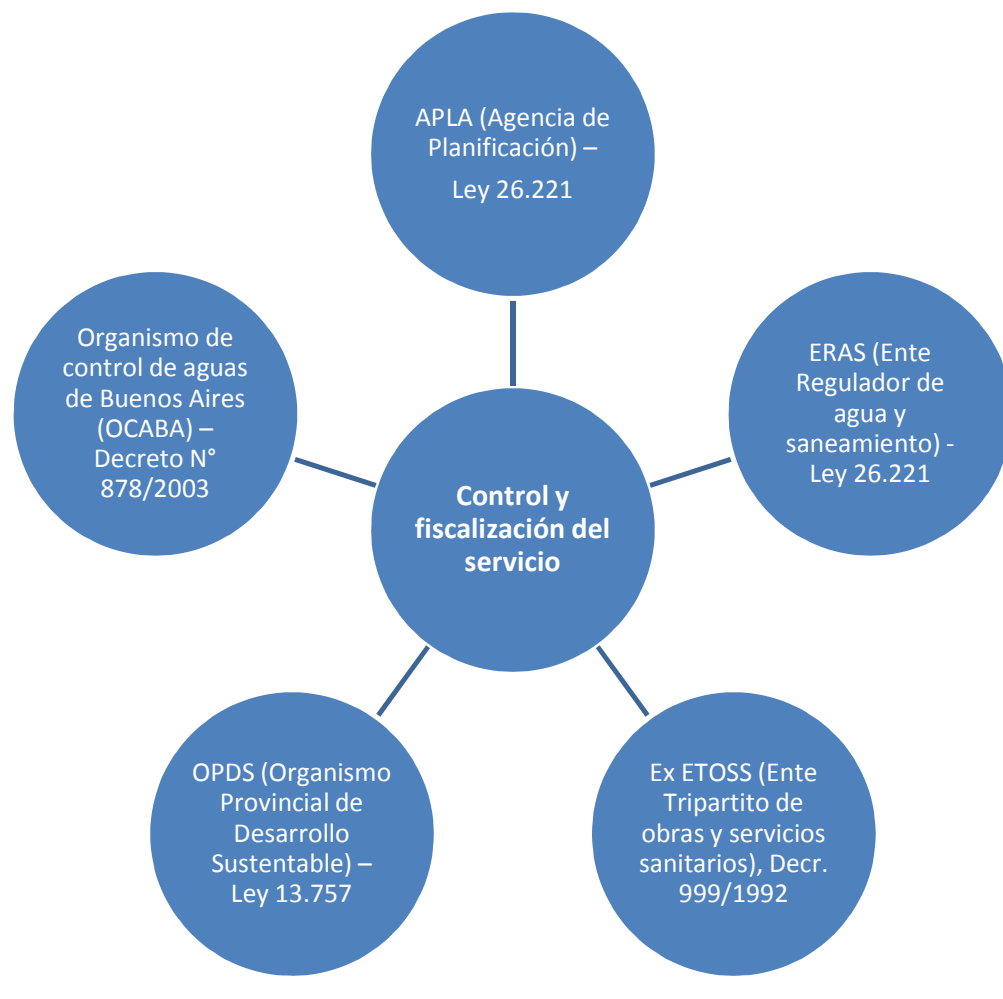 APLA (Agencia de
Planificación) –
Ley 26.221
Organismo de
control de aguas
de Buenos Aires
(OCABA) –
Decreto N°
878/2003
ERAS (Ente
Regulador de
agua y
saneamiento) -
Ley 26.221
Control y
fiscalización del
servicio
OPDS (Organismo
Provincial de
Desarrollo
Sustentable) –
Ley 13.757
Ex ETOSS (Ente
Tripartito de
obras y servicios
sanitarios), Decr.
999/1992